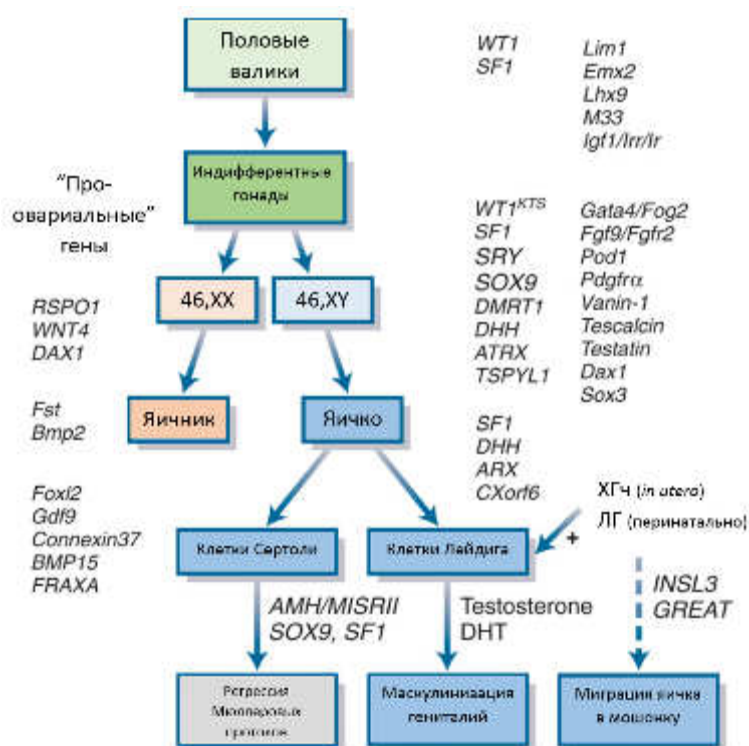 Половые
валики
WT1
SF1
Lim1
Emx2
Lhx9
M33
Igf1/Irr/Ir
"Про-
овариальные"
гены
Индифферентные
гонады
WT1KTS
SF1
SRY
SOX9
DMRT1
DHH
ATRX
TSPYL1
Gata4/Fog2
Fgf9/Fgfr2
Pod1
Pdgfrα
Vanin-1
Tescalcin
Testatin
Dax1
Sox3
46,XX
46,XY
RSPO1
WNT4
DAX1
Fst
Bmp2
Яичник
Яичко
SF1
DHH
ARX
CXorf6
Foxl2
Gdf9
Connexin37
BMP15
FRAXA
ХГч (in utero)
ЛГ (перинатально)
+
Клетки Сертоли
Клетки Лейдига
AMH/MISRII
SOX9, SF1
Testosterone
DHT
INSL3
GREAT
Регрессия
Мюллеровых
протоков
Маскулинизация
гениталий
Миграция яичка
в мошонку